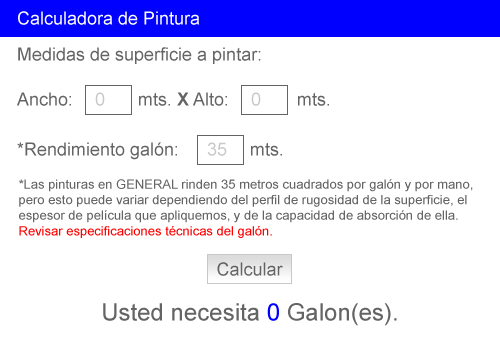 Calculadora de Pintura
Medidas de superficie a pintar:
Ancho: 0 mts. X Alto: 0 mts.
*Rendimiento galón: 35 mts.
*Las pinturas en GENERAL rinden 35 metros cuadrados por galón y por mano,
pero esto puede variar dependiendo del perfil de rugosidad de la superficie, el
espesor de película que apliquemos, y de la capacidad de absorción de ella.
Revisar especificaciones técnicas del galón.
Calcular
Usted necesita 0 Galon(es).